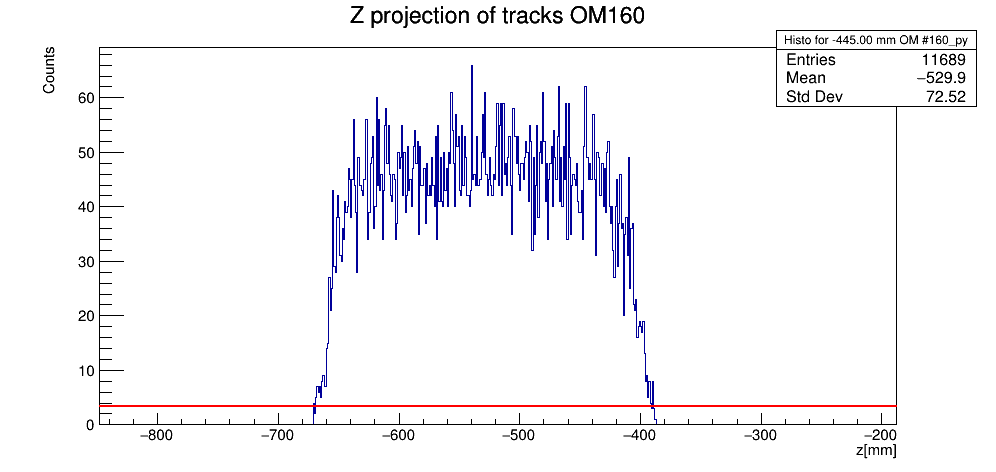 Z projection of tracks OM160
Histo for -445.00 mm OM #160_py
Entries 11689
Mean −529.9
Std Dev 72.52
Counts
60
50
40
30
20
10
0
−800 −700 −600 −500 −400 −300 −200
z[mm]